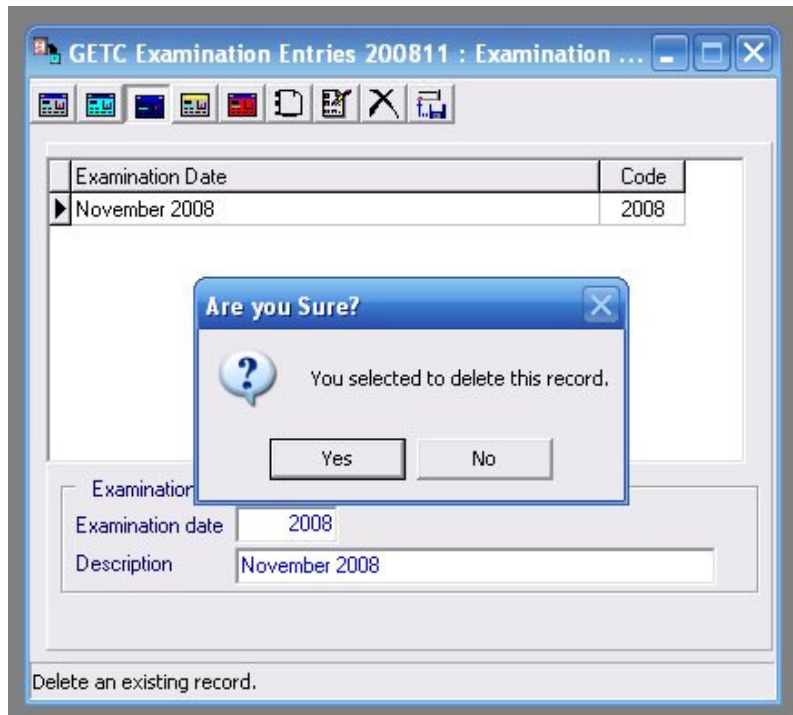 GETC Examination Entries 200811 : Examination ...
Examination Date Code
November 2008 2008
Are you Sure?
You selected to delete this record.
Yes No
Examination
Examination date 2008
Description November 2008
Delete an existing record.